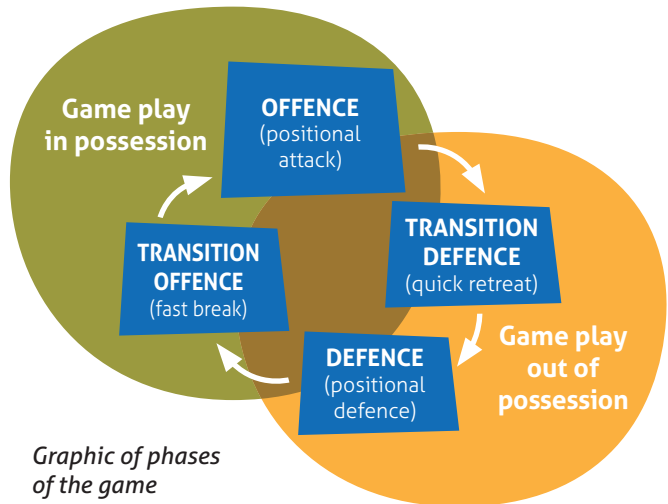 Game play
in possession
OFFENCE
(positional
attack)
TRANSITION
DEFENCE
(quick retreat)
TRANSITION
OFFENCE
(fast break)
DEFENCE
(positional
defence)
Game play
out of
possession
Graphic of phases
of the game